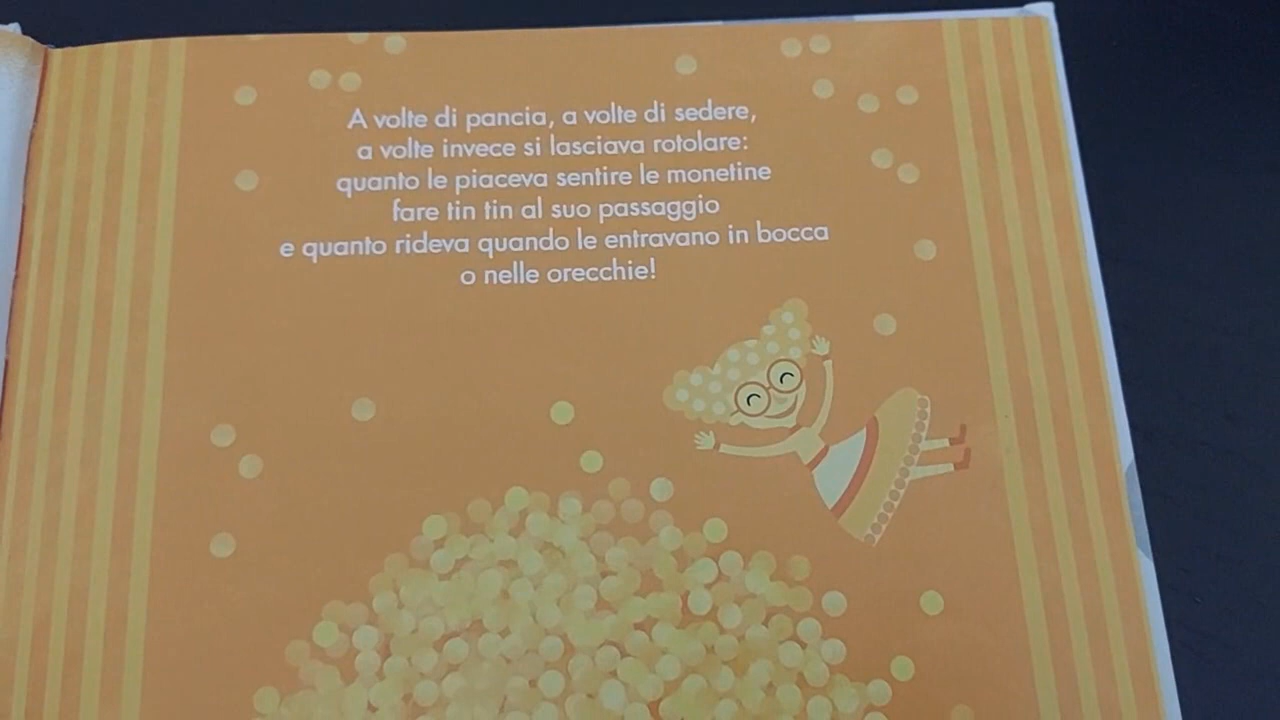 A volte di pancia, a volte di sedere,
a volte invece si lasciava rotolare:
quanto le piaceva sentire le monetine
fare tin tin al suo passaggio
e quanto rideva quando le entravano in bocca
o nelle orecchie!